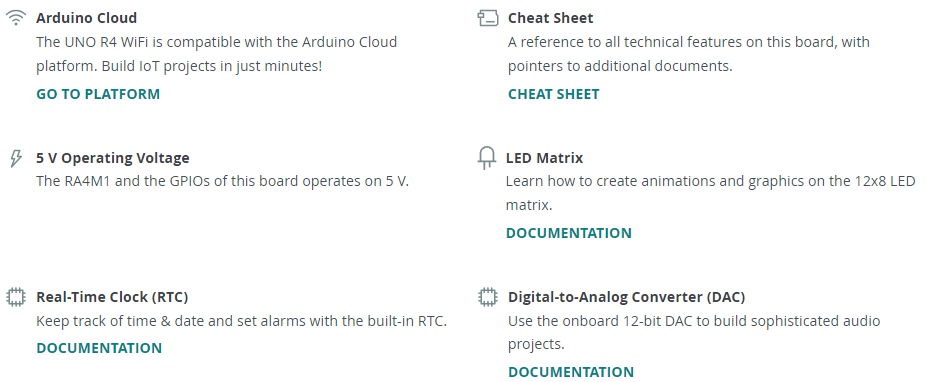 Arduino Cloud
The UNO R4 WiFi is compatible with the Arduino Cloud
platform. Build IoT projects in just minutes!
GO TO PLATFORM
Cheat Sheet
A reference to all technical features on this board, with
pointers to additional documents.
CHEAT SHEET
5 V Operating Voltage
The RA4M1 and the GPIOs of this board operates on 5 V.
LED Matrix
Learn how to create animations and graphics on the 12x8 LED
matrix.
DOCUMENTATION
Real-Time Clock (RTC)
Keep track of time & date and set alarms with the built-in RTC.
DOCUMENTATION
Digital-to-Analog Converter (DAC)
Use the onboard 12-bit DAC to build sophisticated audio
projects.
DOCUMENTATION